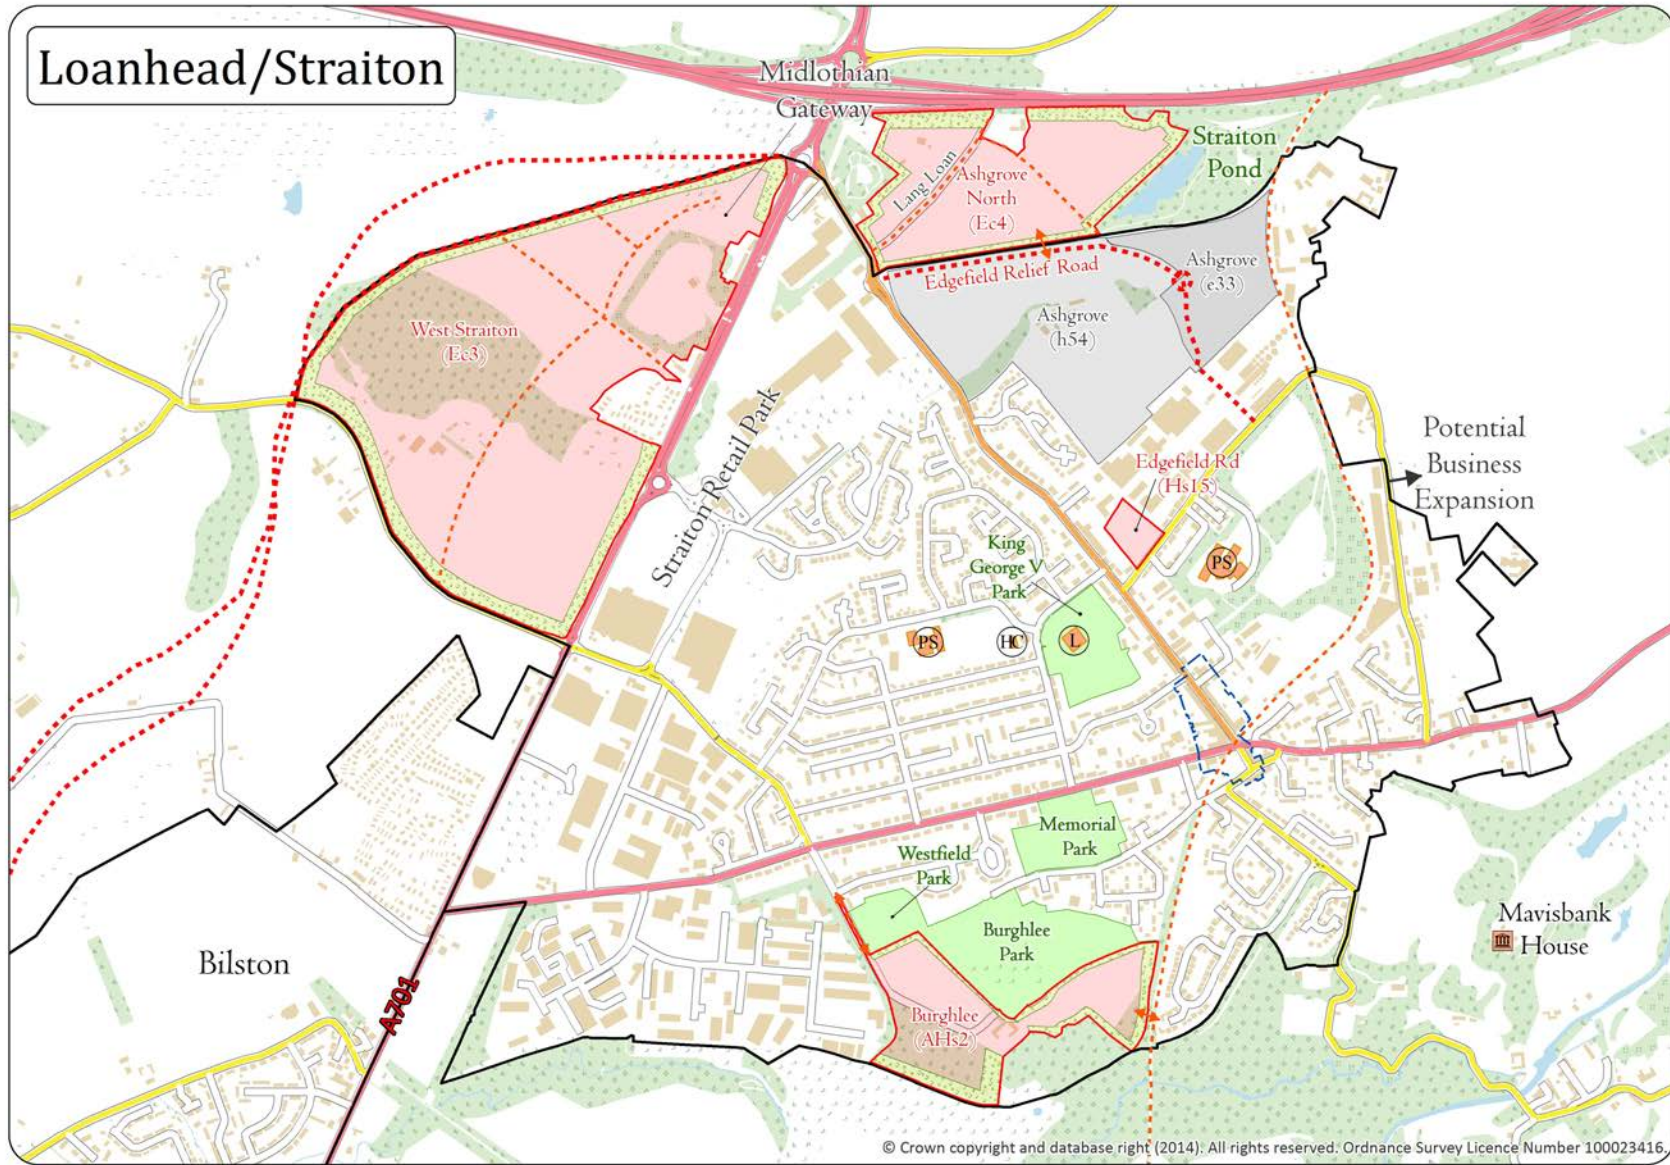 Loanhead/Straiton
Midlothian
Gateway
Straiton
Pond
Lang Loan
Ashgrove
North
(Ec4)
Edgefield Relief Road
Ashgrove
(e33)
Ashgrove
(h54)
West Straiton
(Ec3)
Straiton Retail Park
Potential
Business
Expansion
Edgefield Rd
(Hs15)
King
George V
Park
PS
PS
HC
L
Memorial
Park
Westfield
Park
Burghlee
Park
Mavisbank
House
Bilston
A701
Burghlee
(AHs2)
© Crown copyright and database right (2014). All rights reserved. Ordnance Survey Licence Number 100023416.